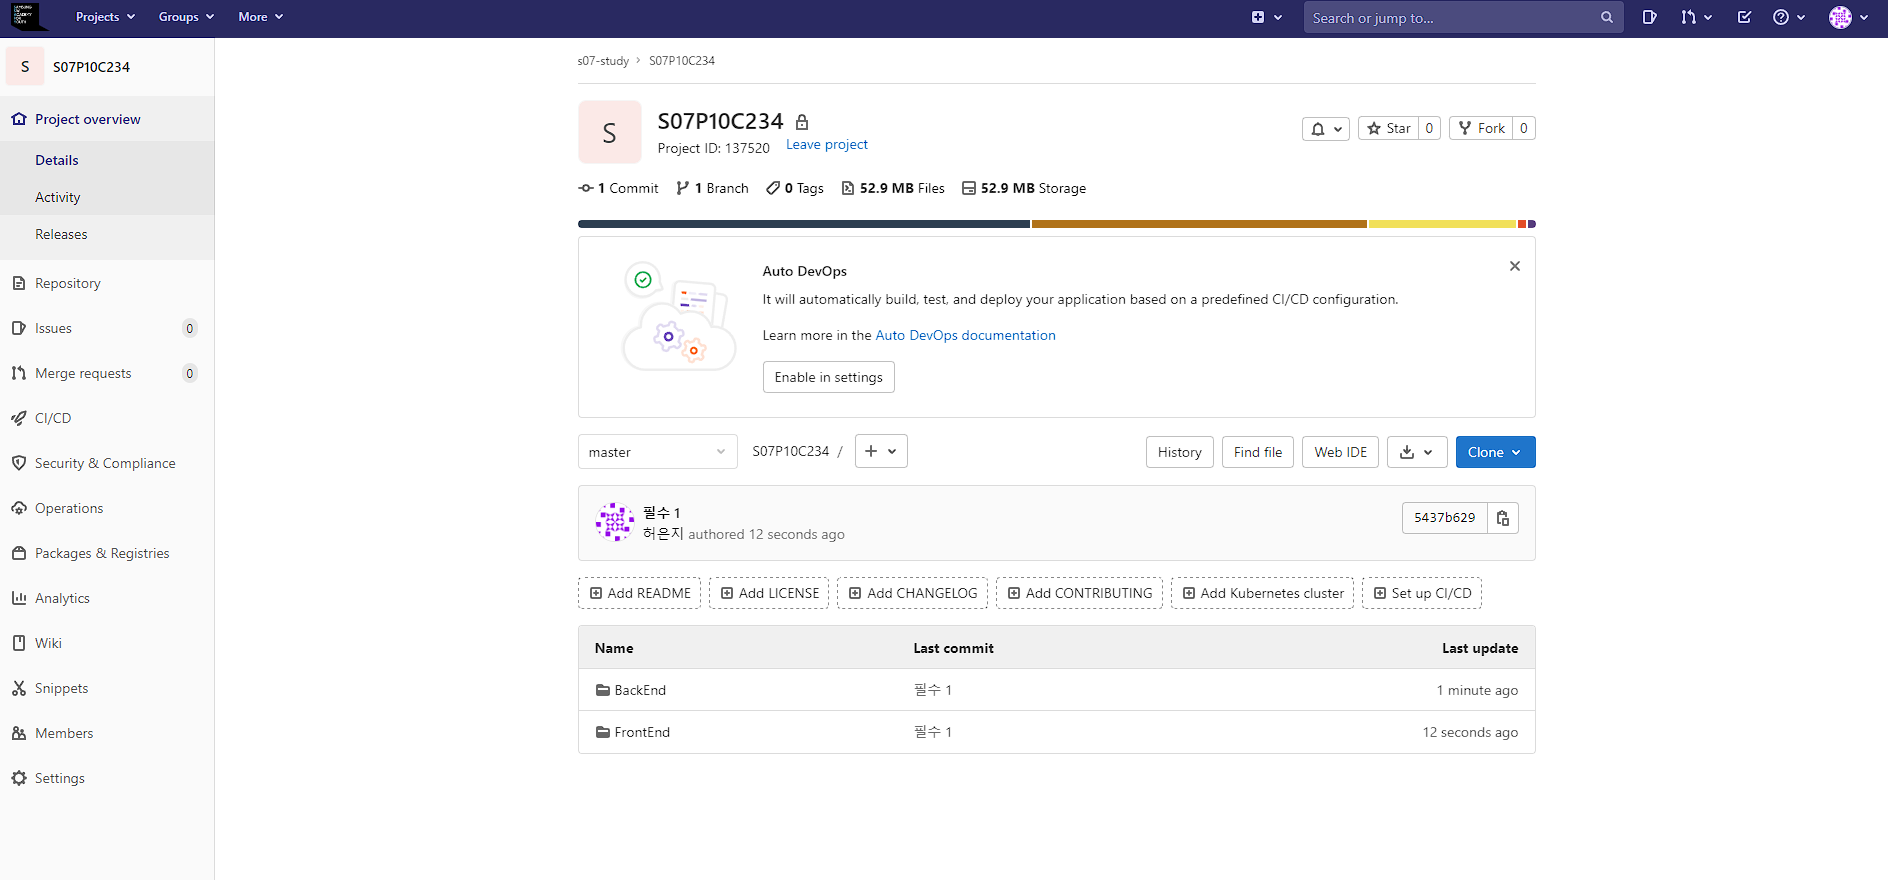 SAMSUNG
SW ACADEMY
FOR
YOUTH
Projects
Groups
More
Search or jump to...
S
S07P10C234
Project overview
Details
Activity
Releases
Repository
Issues 0
Merge requests 0
CI/CD
Security & Compliance
Operations
Packages & Registries
Analytics
Wiki
Snippets
Members
Settings
s07-study › S07P10C234
S
S07P10C234
Project ID: 137520 Leave project
Star 0
Fork 0
1 Commit 1 Branch 0 Tags 52.9 MB Files 52.9 MB Storage
Auto DevOps
It will automatically build, test, and deploy your application based on a predefined CI/CD configuration.
Learn more in the Auto DevOps documentation
Enable in settings
master S07P10C234 / History Find file Web IDE Clone
필수 1
허은지 authored 12 seconds ago
5437b629
Add README Add LICENSE Add CHANGELOG Add CONTRIBUTING Add Kubernetes cluster Set up CI/CD
Name Last commit Last update
BackEnd 필수 1 1 minute ago
FrontEnd 필수 1 12 seconds ago